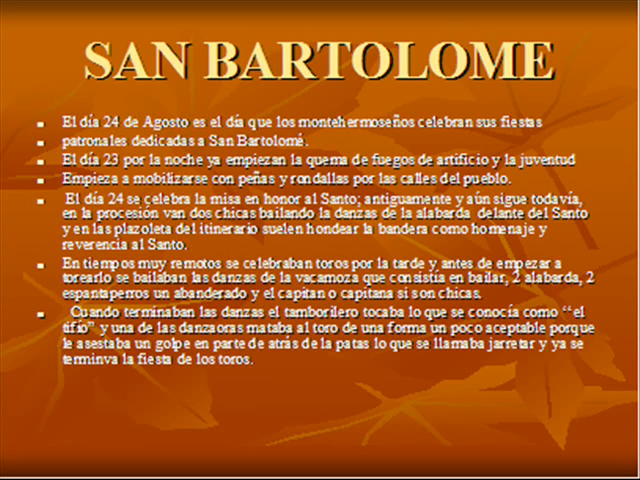 SAN BARTOLOME
El día 24 de Agosto es el día que los montehermoseños celebran sus fiestas
patronales dedicadas a San Bartolomé.
El día 23 por la noche ya empiezan la quema de fuegos de artificio y la juventud
Empieza a mobilizarse con peñas y rondallas por las calles del pueblo.
El día 24 se celebra la misa en honor al Santo; antiguamente y aún sigue todavía,
en la procesión van dos chicas bailando la danzas de la alabarda delante del Santo
y en las plazoleta del itinerario suelen hondear la bandera como homenaje y
reverencia al Santo.
En tiempos muy remotos se celebraban toros por la tarde y antes de empezar a
torearlo se bailaban las danzas de la vacamoza que consistía en bailar, 2 alabarda, 2
espantaperros un abanderado y el capitan o capitana si son chicas.
Cuando terminaban las danzas el tamborilero tocaba lo que se conocía como “el
tifio” y una de las danzaoras mataba al toro de una forma un poco aceptable porque
le asestaba un golpe en parte de atrás de la patas lo que se llamaba jarretar y ya se
terminva la fiesta de los toros.